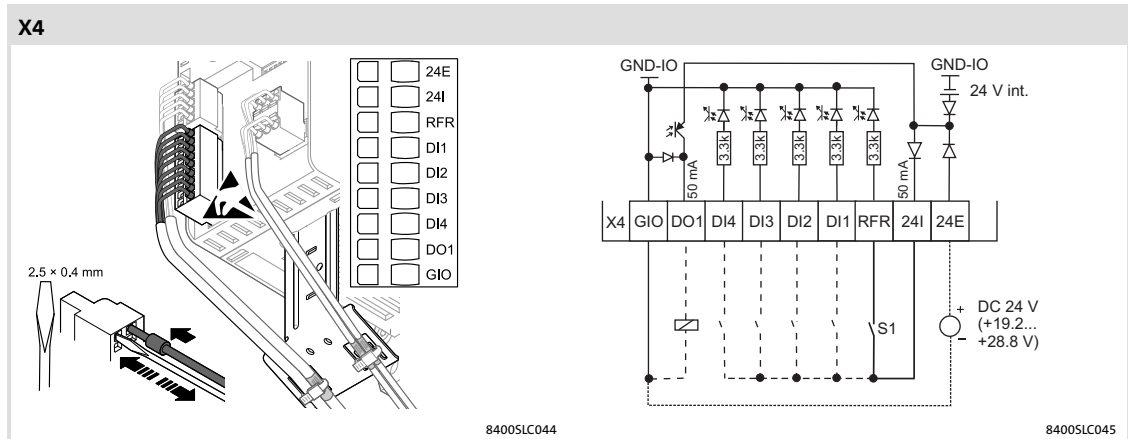 X4
24E
24I
RFR
DI1
DI2
DI3
DI4
DO1
GIO
2.5 × 0.4 mm
8400SLC044
GND-IO
GND-IO
24 V int.
3.3k
3.3k
3.3k
3.3k
3.3k
50 mA
50 mA
X4 GIO DO1 DI4 DI3 DI2 DI1 RFR 24I 24E
S1
+ DC 24 V
(+19.2...
− +28.8 V)
8400SLC045